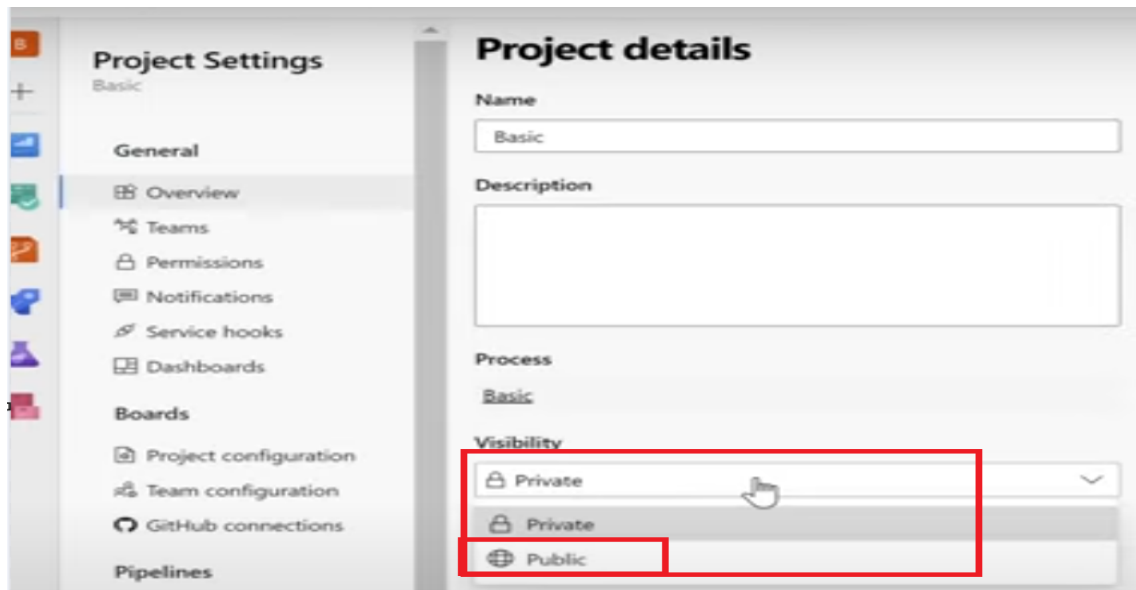 B
Project Settings
Basic
General
Overview
Teams
Permissions
Notifications
Service hooks
Dashboards
Boards
Project configuration
Team configuration
GitHub connections
Pipelines
Project details
Name
Basic
Description
Process
Basic
Visibility
Private
Private
Public